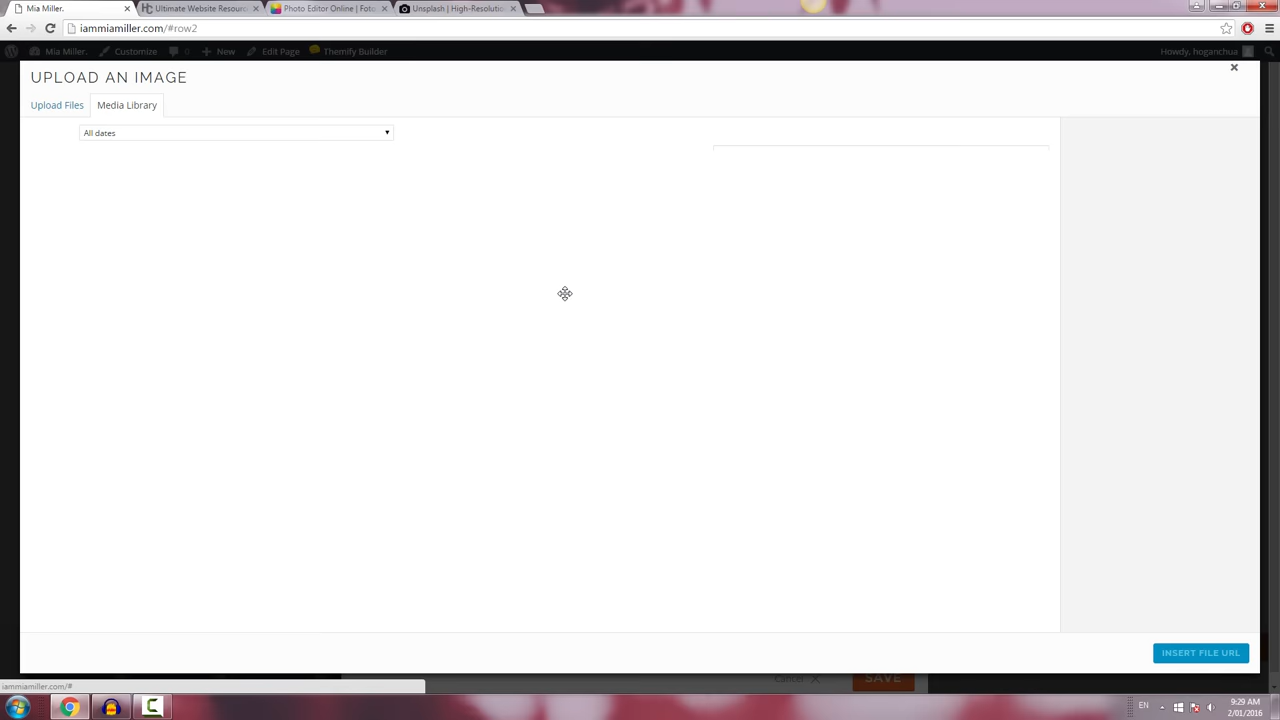 Mia Miller.
Ultimate Website Resour
Photo Editor Online | Foto
Unsplash | High-Resolutio
iammiamiller.com/#row2
Mia Miller.
Customize
0
New
Edit Page
Themify Builder
Howdy, hoganchua
UPLOAD AN IMAGE
Upload Files
Media Library
All dates
INSERT FILE URL
Cancel
SAVE
iammiamiller.com/#
EN
9:29 AM
2/01/2016